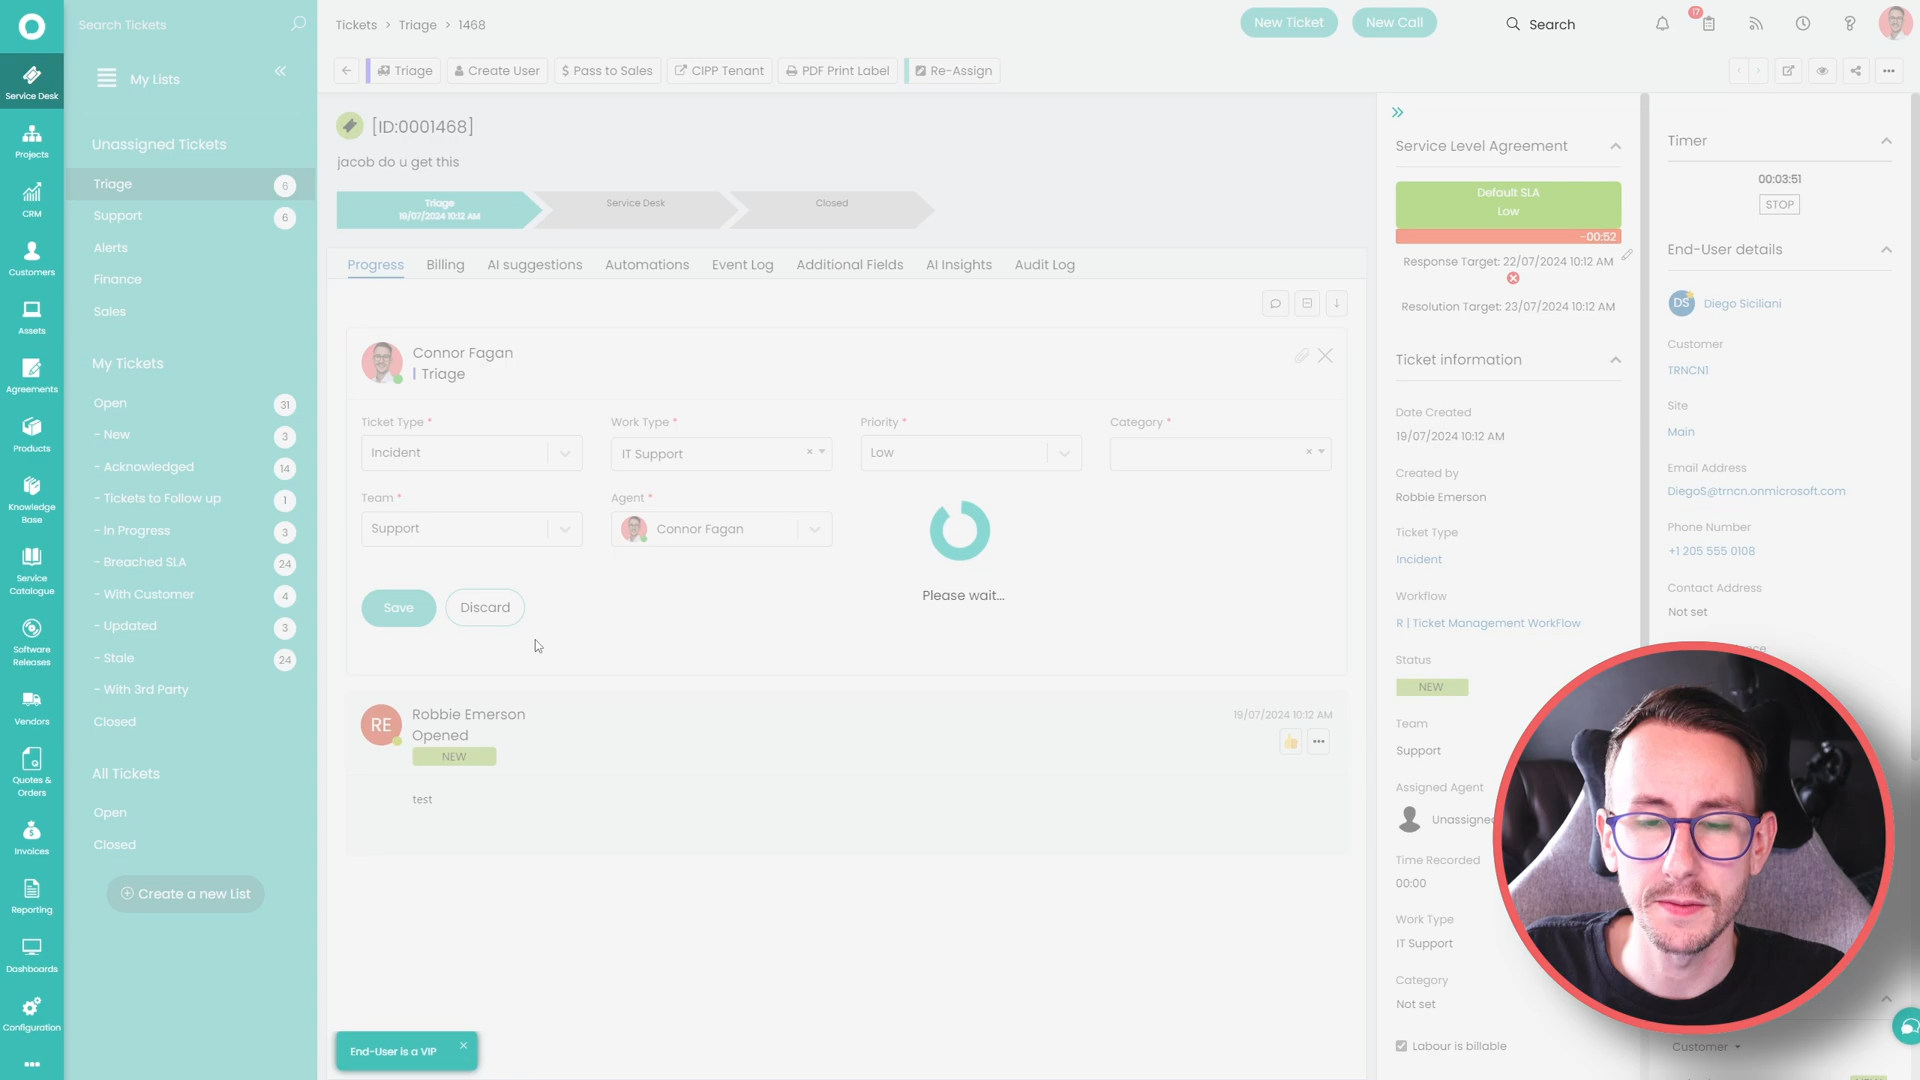 Search Tickets
Tickets > Triage > 1468
New Ticket
New Call
Search
17
Service Desk
Projects
CRM
Customers
Assets
Agreements
Products
Knowledge
Base
Service
Catalogue
Software
Releases
Vendors
Quotes &
Orders
Invoices
Reporting
Dashboards
Configuration
My Lists
Unassigned Tickets
Triage 6
Support 6
Alerts
Finance
Sales
My Tickets
Open 31
- New 3
- Acknowledged 14
- Tickets to Follow up 1
- In Progress 3
- Breached SLA 24
- With Customer 4
- Updated 3
- Stale 24
- With 3rd Party
Closed
All Tickets
Open
Closed
Create a new List
Triage
Create User
$ Pass to Sales
CIPP Tenant
PDF Print Label
Re-Assign
[ID:0001468]
jacob do u get this
Triage
19/07/2024 10:12 AM
Service Desk
Closed
Progress
Billing
AI suggestions
Automations
Event Log
Additional Fields
AI Insights
Audit Log
Connor Fagan
Triage
Ticket Type *
Incident
Work Type *
IT Support
Priority *
Low
Category *
Team *
Support
Agent *
Connor Fagan
Please wait...
Save
Discard
RE
Robbie Emerson
Opened
NEW
19/07/2024 10:12 AM
test
End-User is a VIP
Service Level Agreement
Default SLA
Low
-00:52
Response Target: 22/07/2024 10:12 AM
Resolution Target: 23/07/2024 10:12 AM
Ticket information
Date Created
19/07/2024 10:12 AM
Created by
Robbie Emerson
Ticket Type
Incident
Workflow
R | Ticket Management WorkFlow
Status
NEW
Team
Support
Assigned Agent
Unassigned
Time Recorded
00:00
Work Type
IT Support
Category
Not set
Labour is billable
Timer
00:03:51
STOP
End-User details
DS
Diego Siciliani
Customer
TRNCN1
Site
Main
Email Address
DiegoS@trncn.onmicrosoft.com
Phone Number
+1 205 555 0108
Contact Address
Not set
Customer